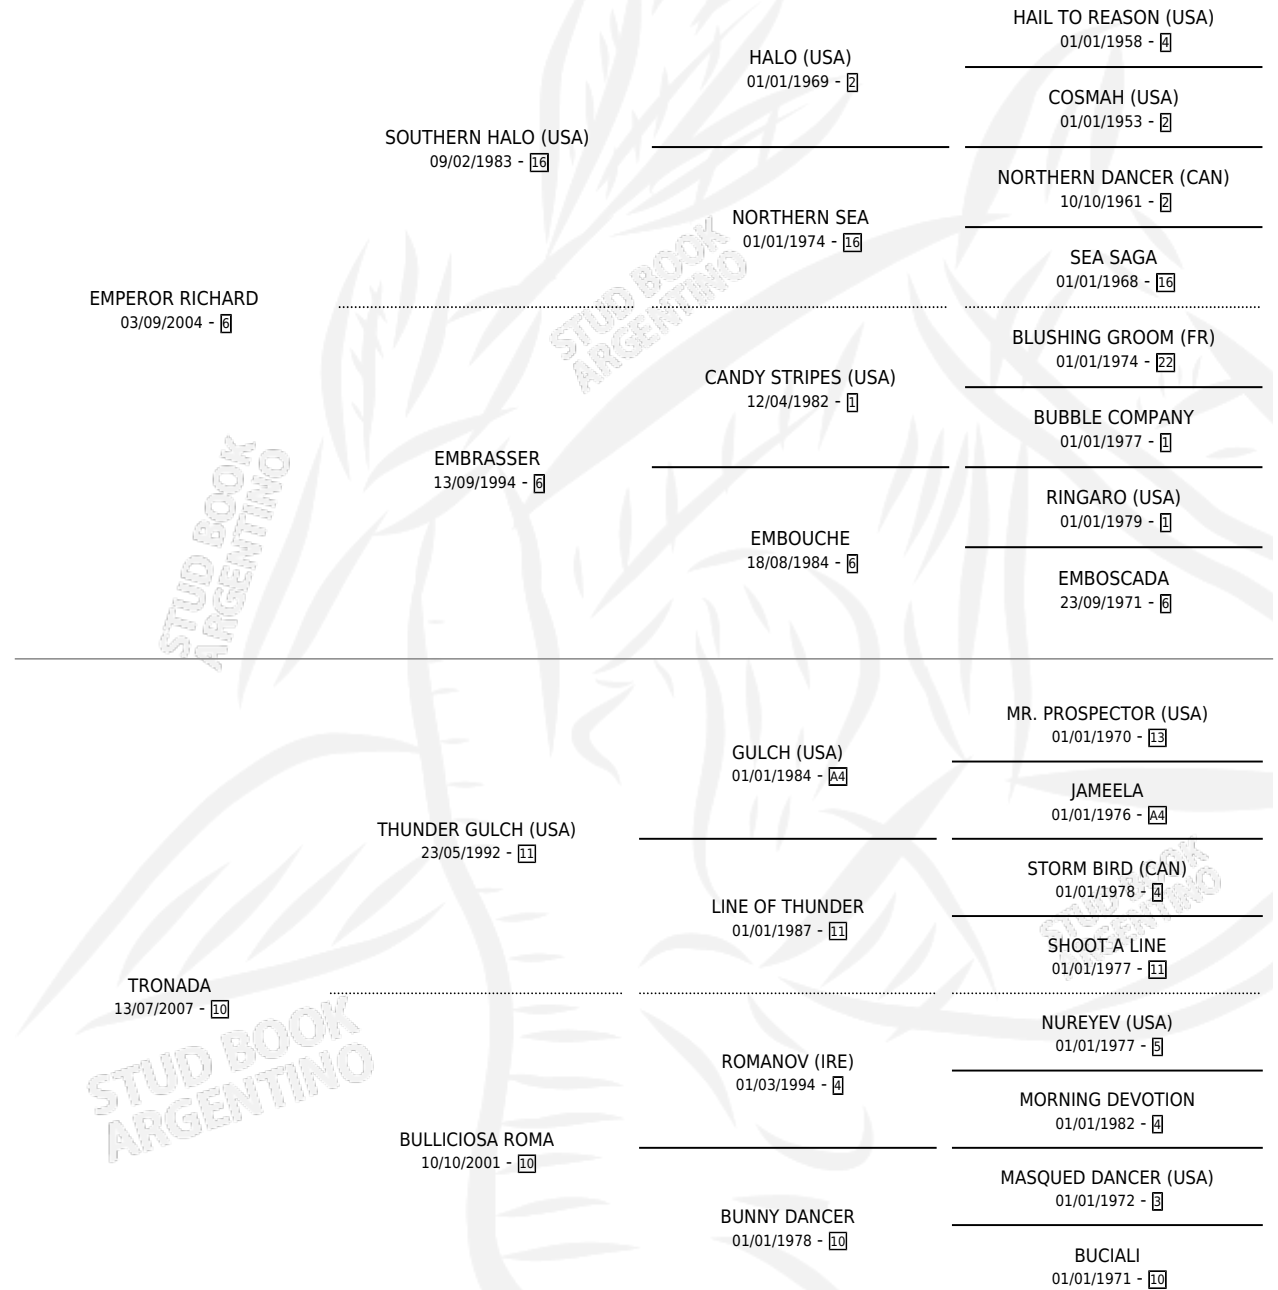 HAIL TO REASON (USA)
01/01/1958 - 4
HALO (USA)
01/01/1969 - 2
COSMAH (USA)
01/01/1953 - 2
SOUTHERN HALO (USA)
09/02/1983 - 16
NORTHERN DANCER (CAN)
10/10/1961 - 2
NORTHERN SEA
01/01/1974 - 16
SEA SAGA
01/01/1968 - 16
EMPEROR RICHARD
03/09/2004 - 6
BLUSHING GROOM (FR)
01/01/1974 - 22
CANDY STRIPES (USA)
12/04/1982 - 1
BUBBLE COMPANY
01/01/1977 - 1
EMBRASSER
13/09/1994 - 6
RINGARO (USA)
01/01/1979 - 1
EMBOUCHE
18/08/1984 - 6
EMBOSCADA
23/09/1971 - 6
STUD BOOK
ARGENTINO
STUD BOOK
ARGENTINO
MR. PROSPECTOR (USA)
01/01/1970 - 13
GULCH (USA)
01/01/1984 - A4
JAMEELA
01/01/1976 - A4
THUNDER GULCH (USA)
23/05/1992 - 11
STORM BIRD (CAN)
01/01/1978 - 4
LINE OF THUNDER
01/01/1987 - 11
SHOOT A LINE
01/01/1977 - 11
TRONADA
13/07/2007 - 10
NUREYEV (USA)
01/01/1977 - 5
ROMANOV (IRE)
01/03/1994 - 4
MORNING DEVOTION
01/01/1982 - 4
BULLICIOSA ROMA
10/10/2001 - 10
MASQUED DANCER (USA)
01/01/1972 - 3
BUNNY DANCER
01/01/1978 - 10
BUCIALI
01/01/1971 - 10
STUD BOOK
ARGENTINO
STUD BOOK
ARGENTINO